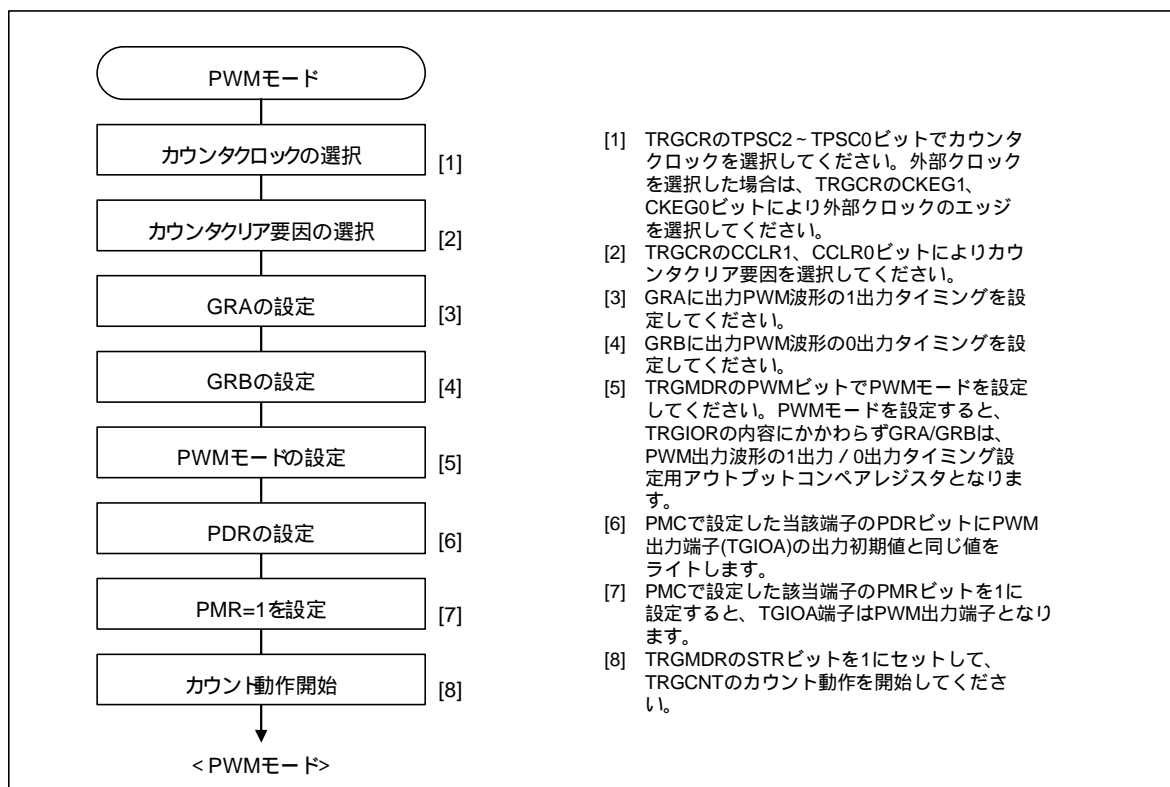 PWMモード
カウンタクロックの選択
[1]
カウンタクリア要因の選択
[2]
GRAの設定
[3]
GRBの設定
[4]
PWMモードの設定
[5]
PDRの設定
[6]
PMR=1を設定
[7]
カウント動作開始
[8]
<PWMモード>
[1] TRGCRのTPSC2~TPSC0ビットでカウンタ
クロックを選択してください。外部クロック
を選択した場合は、TRGCRのCKEG1、
CKEG0ビットにより外部クロックのエッジ
を選択してください。
[2] TRGCRのCCLR1、CCLR0ビットによりカウ
ンタクリア要因を選択してください。
[3] GRAに出力PWM波形の1出力タイミングを設
定してください。
[4] GRBに出力PWM波形の0出力タイミングを設
定してください。
[5] TRGMDRのPWMビットでPWMモードを設定
してください。PWMモードを設定すると、
TRGIORの内容にかかわらずGRA/GRBは、
PWM出力波形の1出力/0出力タイミング設
定用アウトプットコンペアレジスタとなりま
す。
[6] PMCで設定した当該端子のPDRビットにPWM
出力端子(TGIOA)の出力初期値と同じ値を
ライトします。
[7] PMCで設定した該当端子のPMRビットを1に
設定すると、TGIOA端子はPWM出力端子となり
ます。
[8] TRGMDRのSTRビットを1にセットして、
TRGCNTのカウント動作を開始してくださ
い。